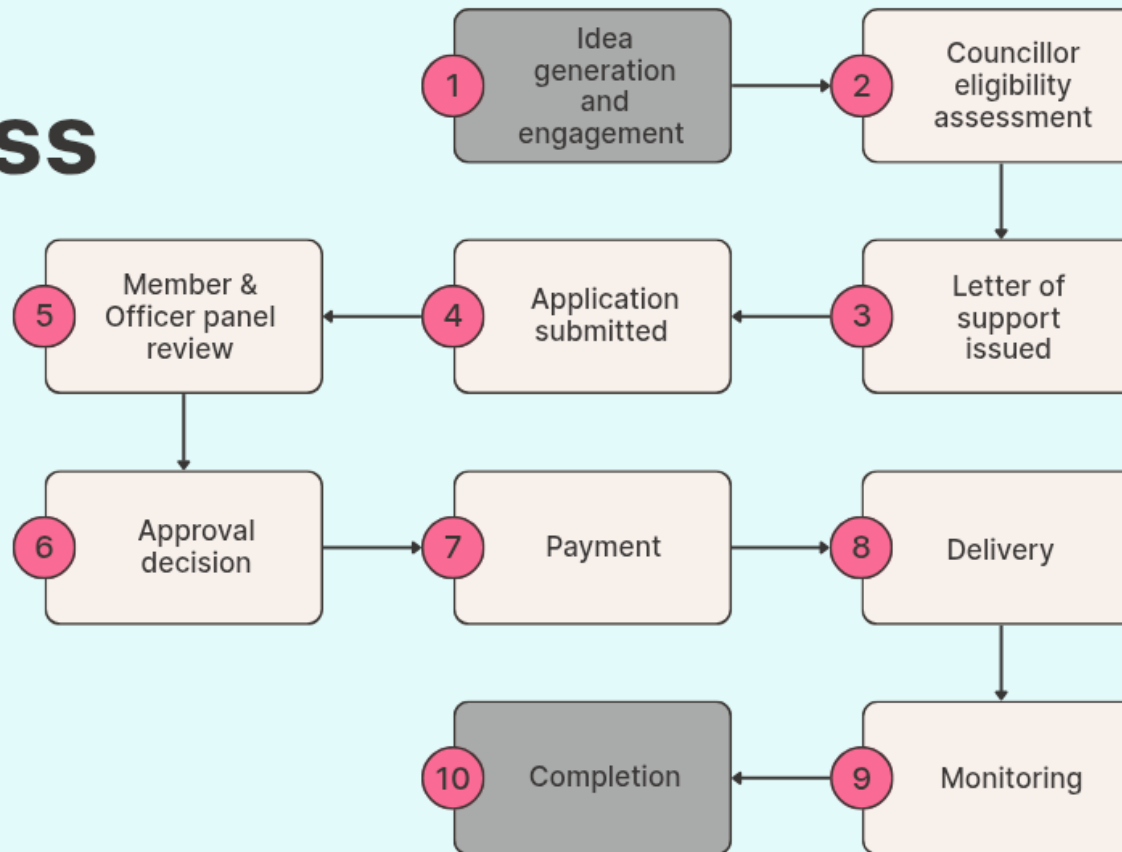 ss
1
Idea
generation
and
engagement
2
Councillor
eligibility
assessment
3
Letter of
support
issued
4
Application
submitted
5
Member &
Officer panel
review
6
Approval
decision
7
Payment
8
Delivery
9
Monitoring
10
Completion